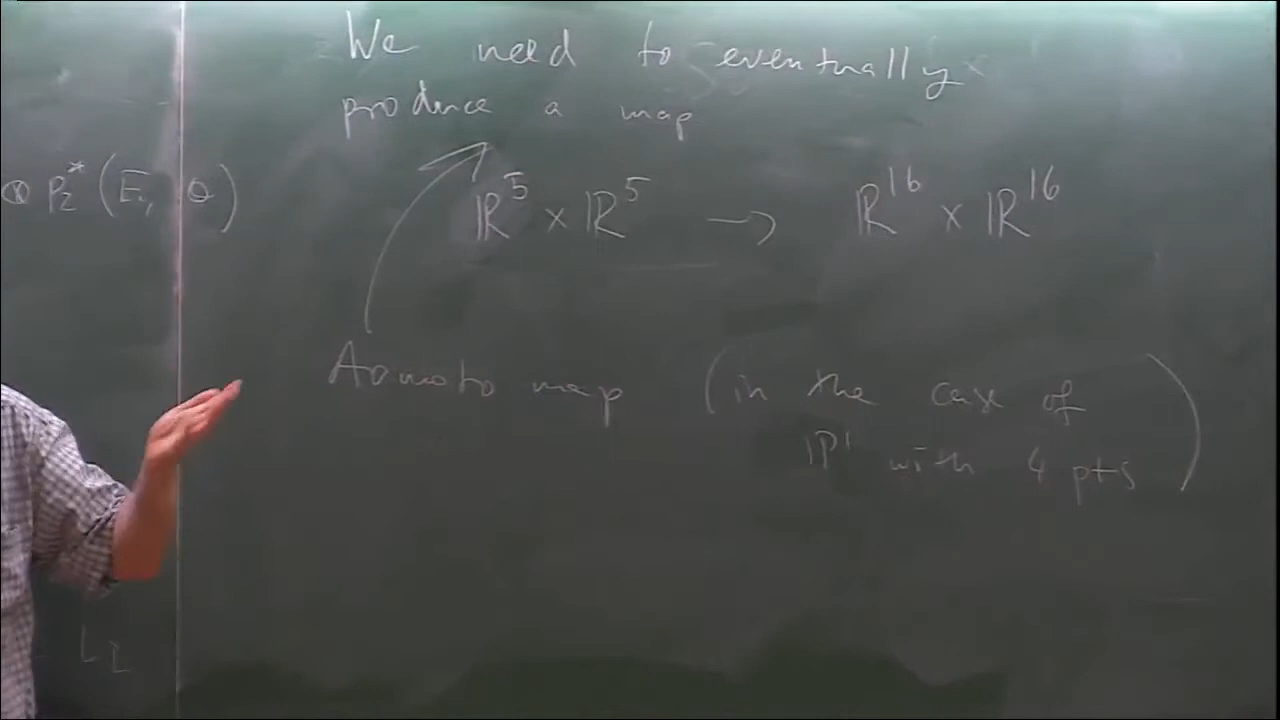 We need to eventually
produce a map
⊗ P₂* (E., θ)
ℝ⁵ × ℝ⁵ → ℝ¹⁶ × ℝ¹⁶
Aomoto map (in the case of
ℙ¹ with 4 pts)